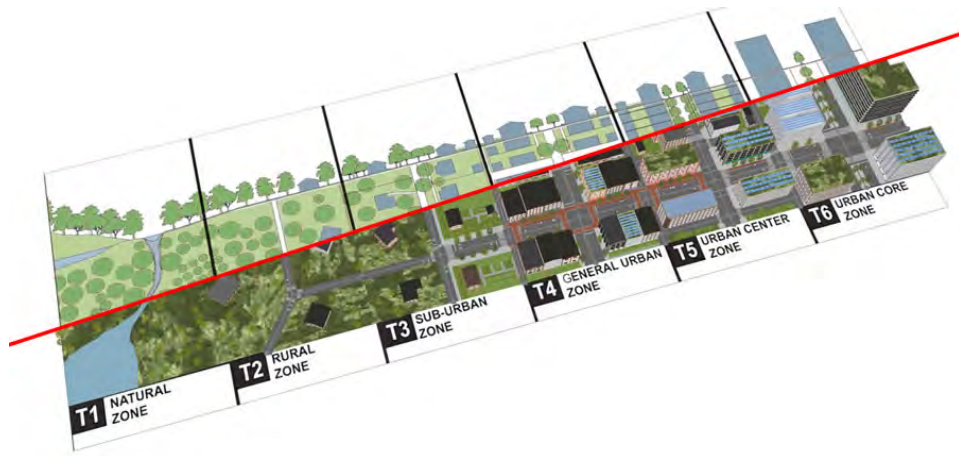 T1 NATURAL
ZONE
T2 RURAL
ZONE
T3 SUB-URBAN
ZONE
T4 GENERAL URBAN
ZONE
T5 URBAN CENTER
ZONE
T6 URBAN CORE
ZONE